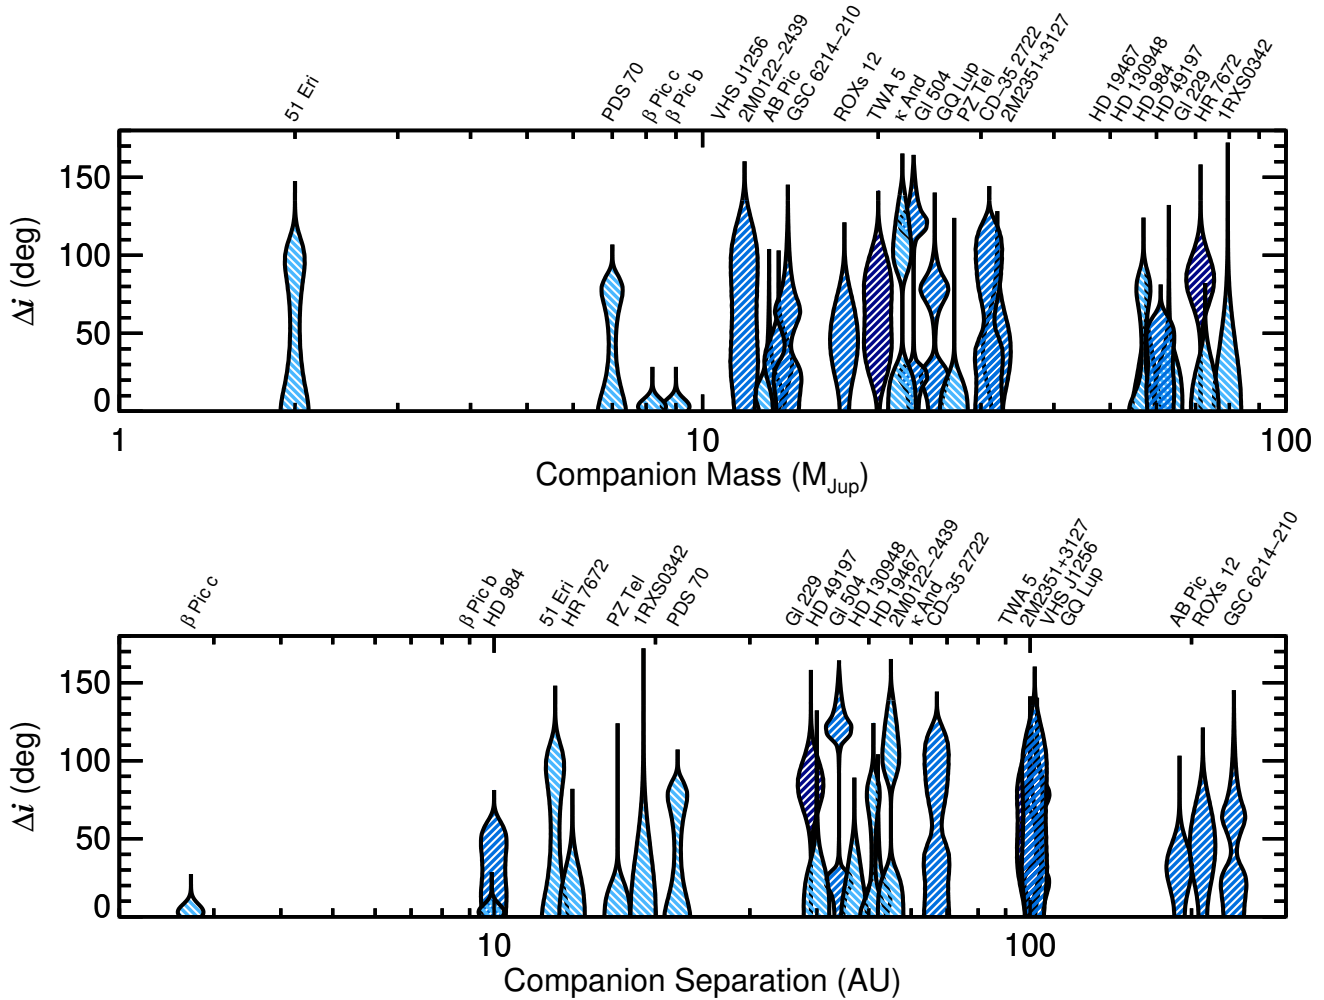 51 Eri
PDS 70
β Pic c
β Pic b
VHS J1256
2M0122−2439
AB Pic
GSC 6214−210
ROXs 12
TWA 5
κ And
Gl 504
GQ Lup
PZ Tel
CD−35 2722
2M2351+3127
HD 19467
HD 130948
HD 984
HD 49197
Gl 229
HR 7672
1RXS0342
150
100
50
0
Δi (deg)
1
10
100
Companion Mass (MJup)
β Pic c
β Pic b
HD 984
51 Eri
HR 7672
PZ Tel
1RXS0342
PDS 70
Gl 229
HD 49197
Gl 504
HD 130948
HD 19467
2M0122−2439
κ And
CD−35 2722
TWA 5
2M2351+3127
VHS J1256
GQ Lup
AB Pic
ROXs 12
GSC 6214−210
150
100
50
0
Δi (deg)
10
100
Companion Separation (AU)